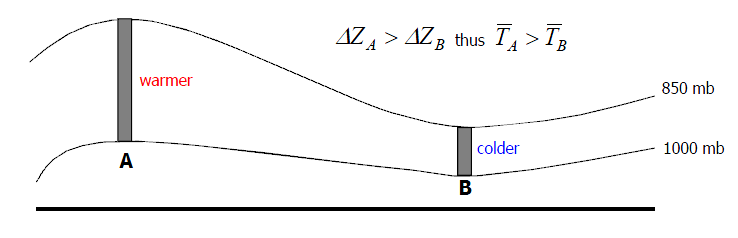 ΔZ_A > ΔZ_B thus T̅_A > T̅_B
warmer
850 mb
colder
1000 mb
A
B